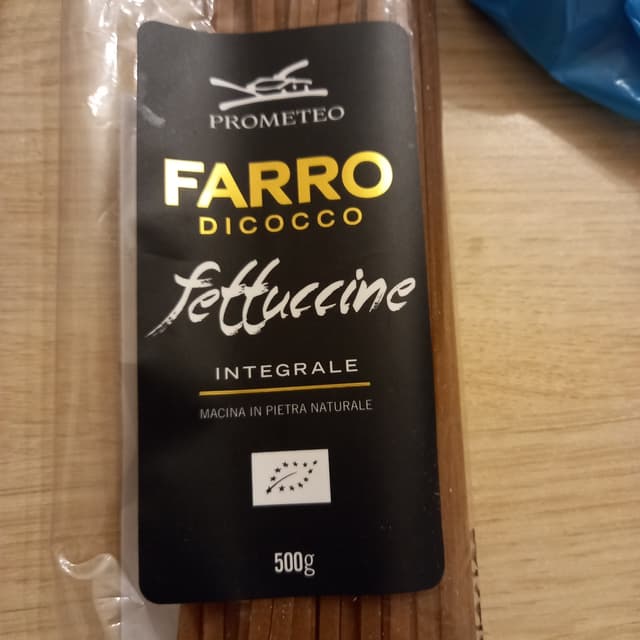 PROMETEO
FARRO
DICOCCO
fettuccine
INTEGRALE
MACINA IN PIETRA NATURALE
500g